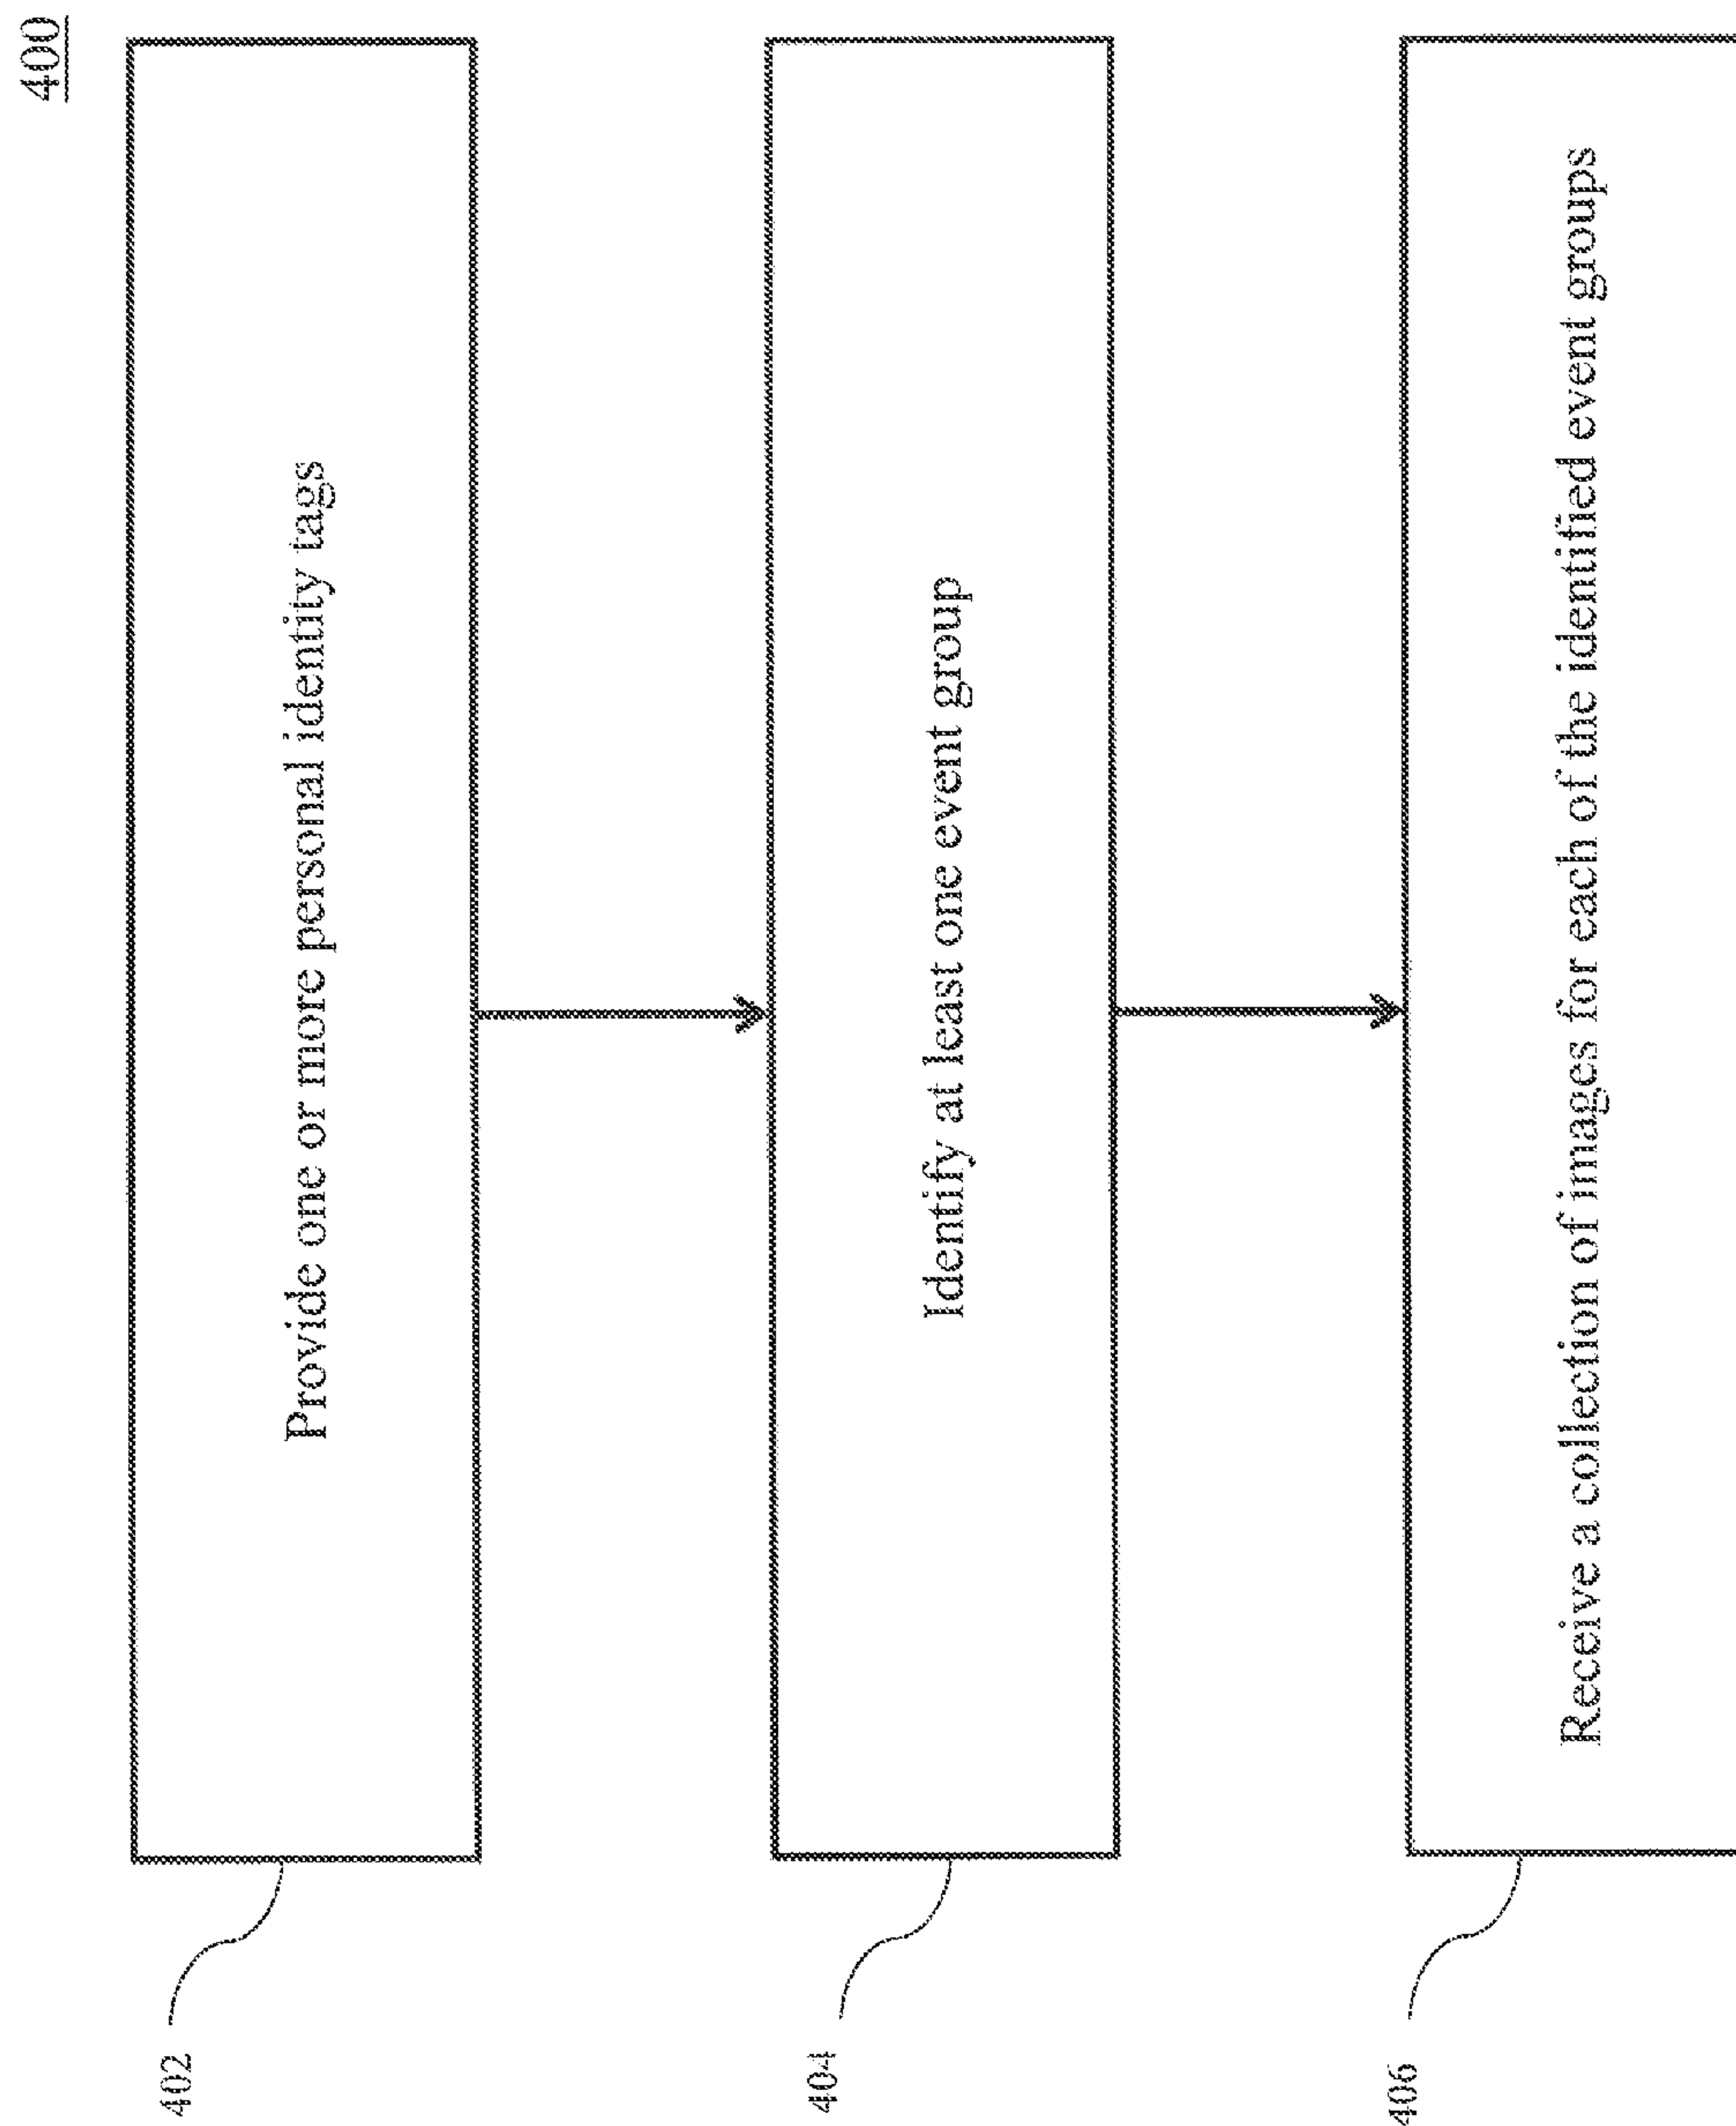 400
402
Provide one or more personal identity tags
404
Identify at least one event group
406
Receive a collection of images for each of the identified event groups